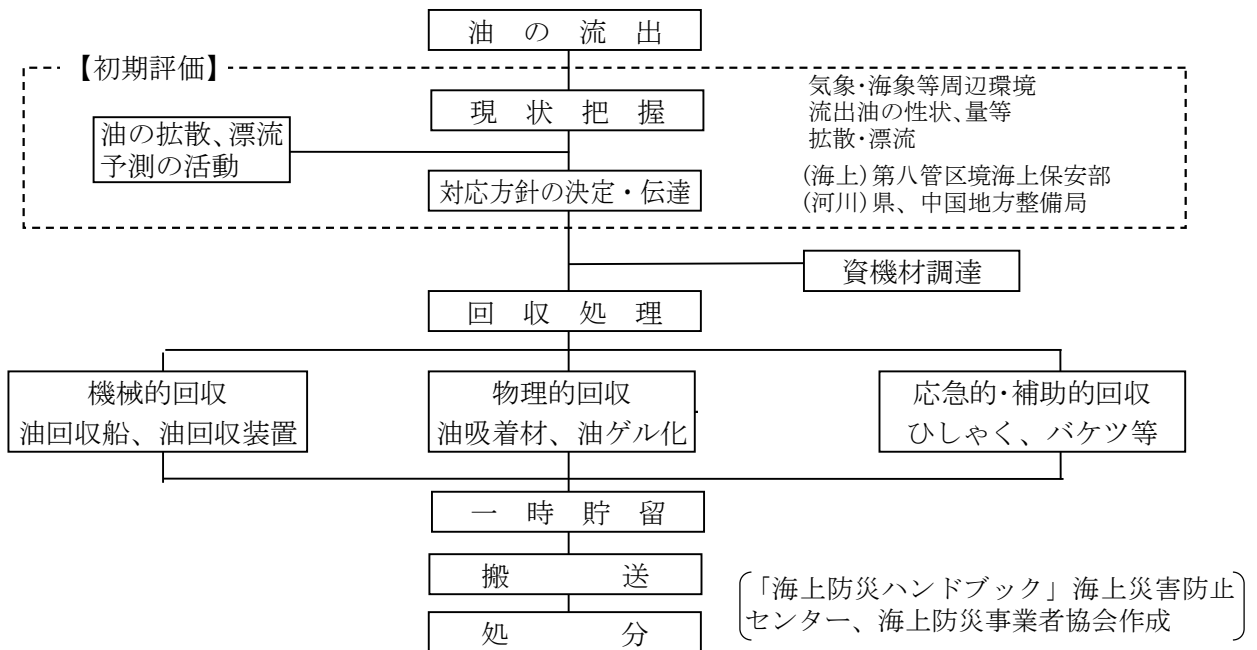 油の流出
【初期評価】
現状把握
気象・海象等周辺環境
流出油の性状、量等
拡散・漂流
油の拡散、漂流
予測の活動
対応方針の決定・伝達
(海上)第八管区境海上保安部
(河川)県、中国地方整備局
資機材調達
回収処理
機械的回収
油回収船、油回収装置
物理的回収
油吸着材、油ゲル化
応急的・補助的回収
ひしゃく、バケツ等
一時貯留
搬送
処分
「海上防災ハンドブック」海上災害防止
センター、海上防災事業者協会作成